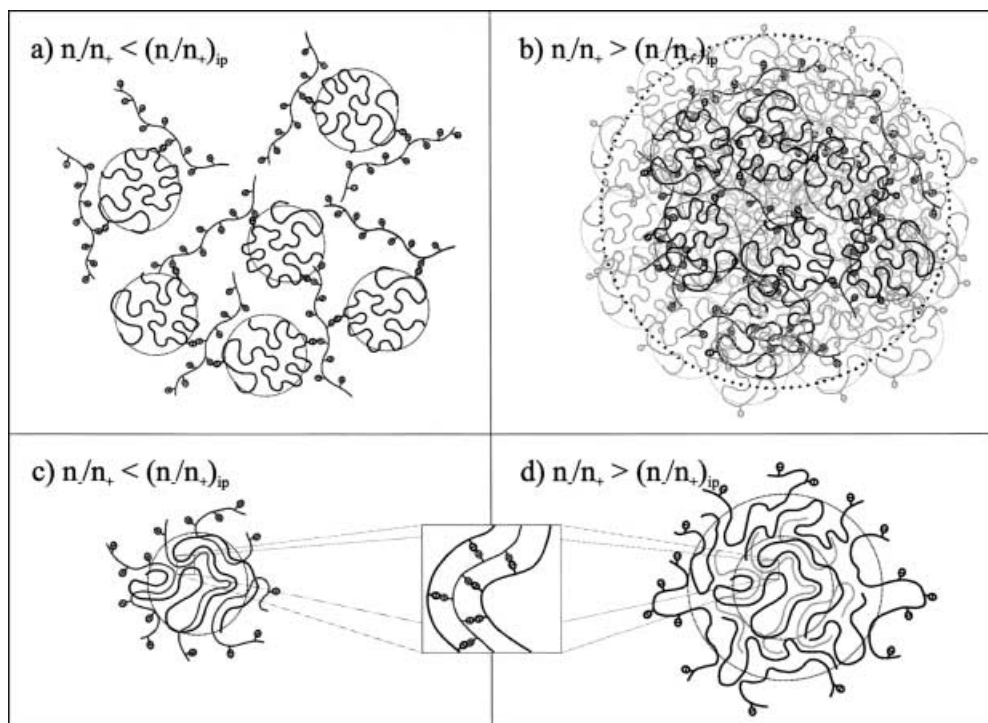 a) n₋/n₊ < (n₋/n₊)ᵢₚ
b) n₋/n₊ > (n₋/n₊)ᵢₚ
c) n₋/n₊ < (n₋/n₊)ᵢₚ
d) n₋/n₊ > (n₋/n₊)ᵢₚ